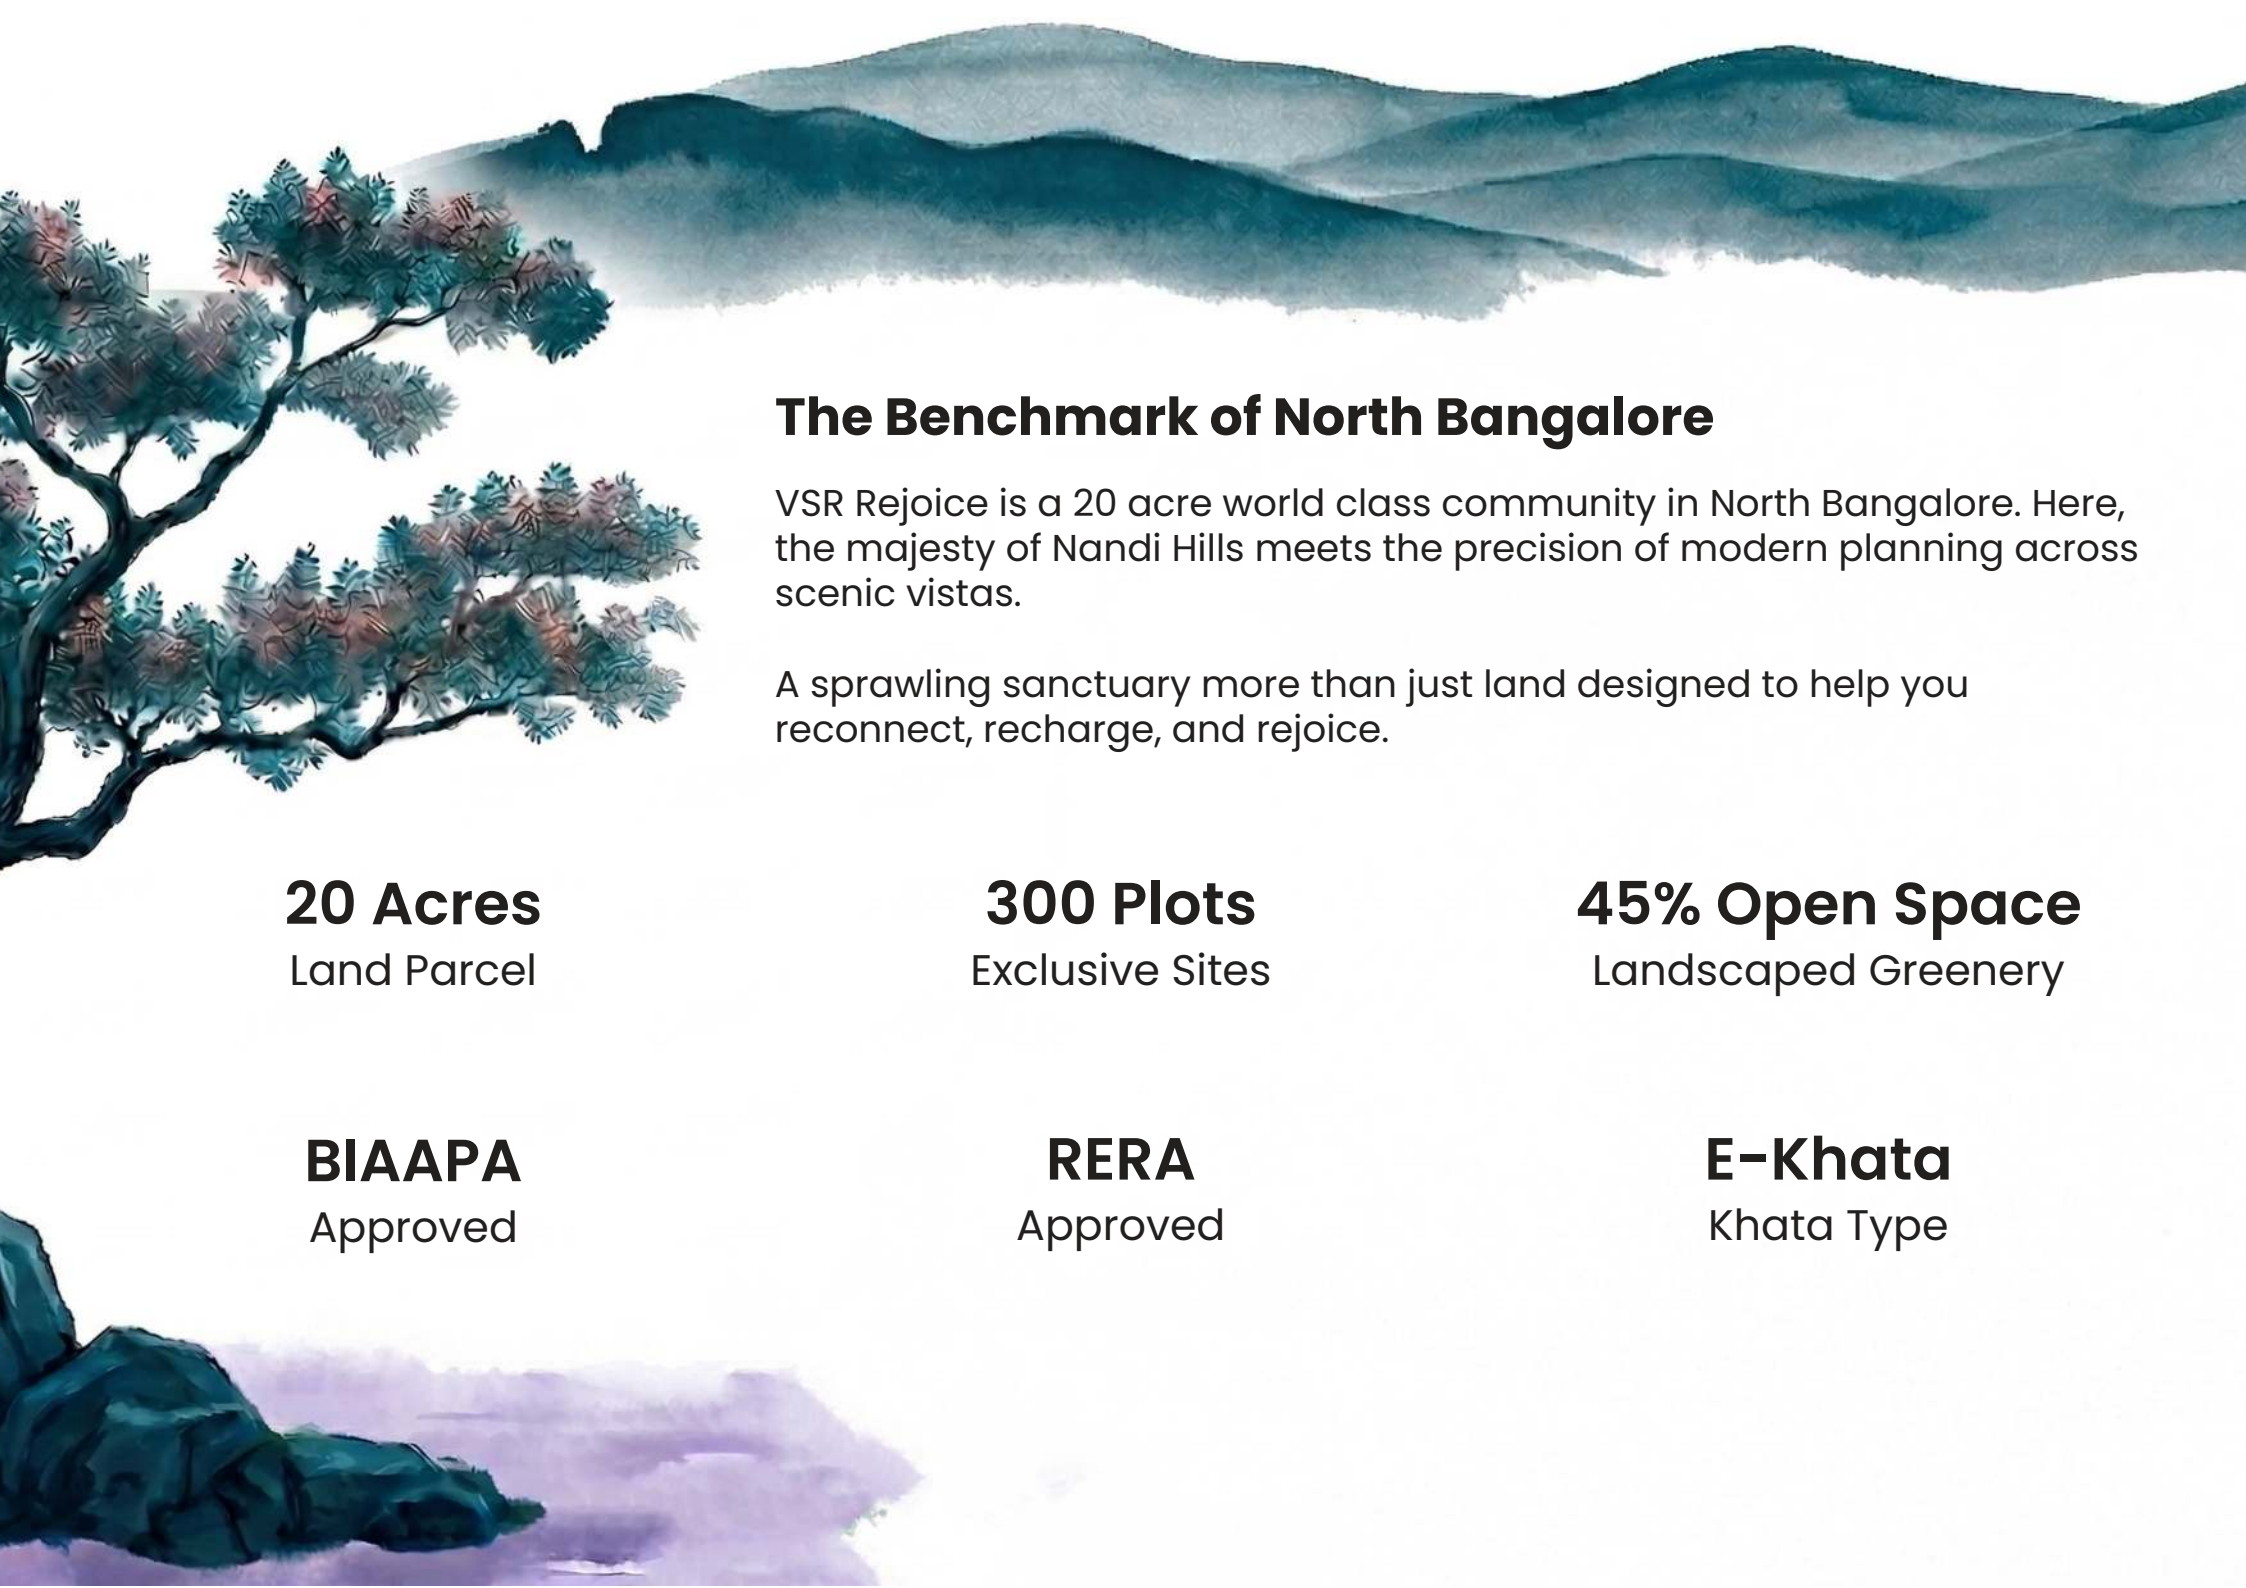 The Benchmark of North Bangalore
VSR Rejoice is a 20 acre world class community in North Bangalore. Here,
the majesty of Nandi Hills meets the precision of modern planning across
scenic vistas.
A sprawling sanctuary more than just land designed to help you
reconnect, recharge, and rejoice.
20 Acres
Land Parcel
300 Plots
Exclusive Sites
45% Open Space
Landscaped Greenery
BIAAPA
Approved
RERA
Approved
E-Khata
Khata Type